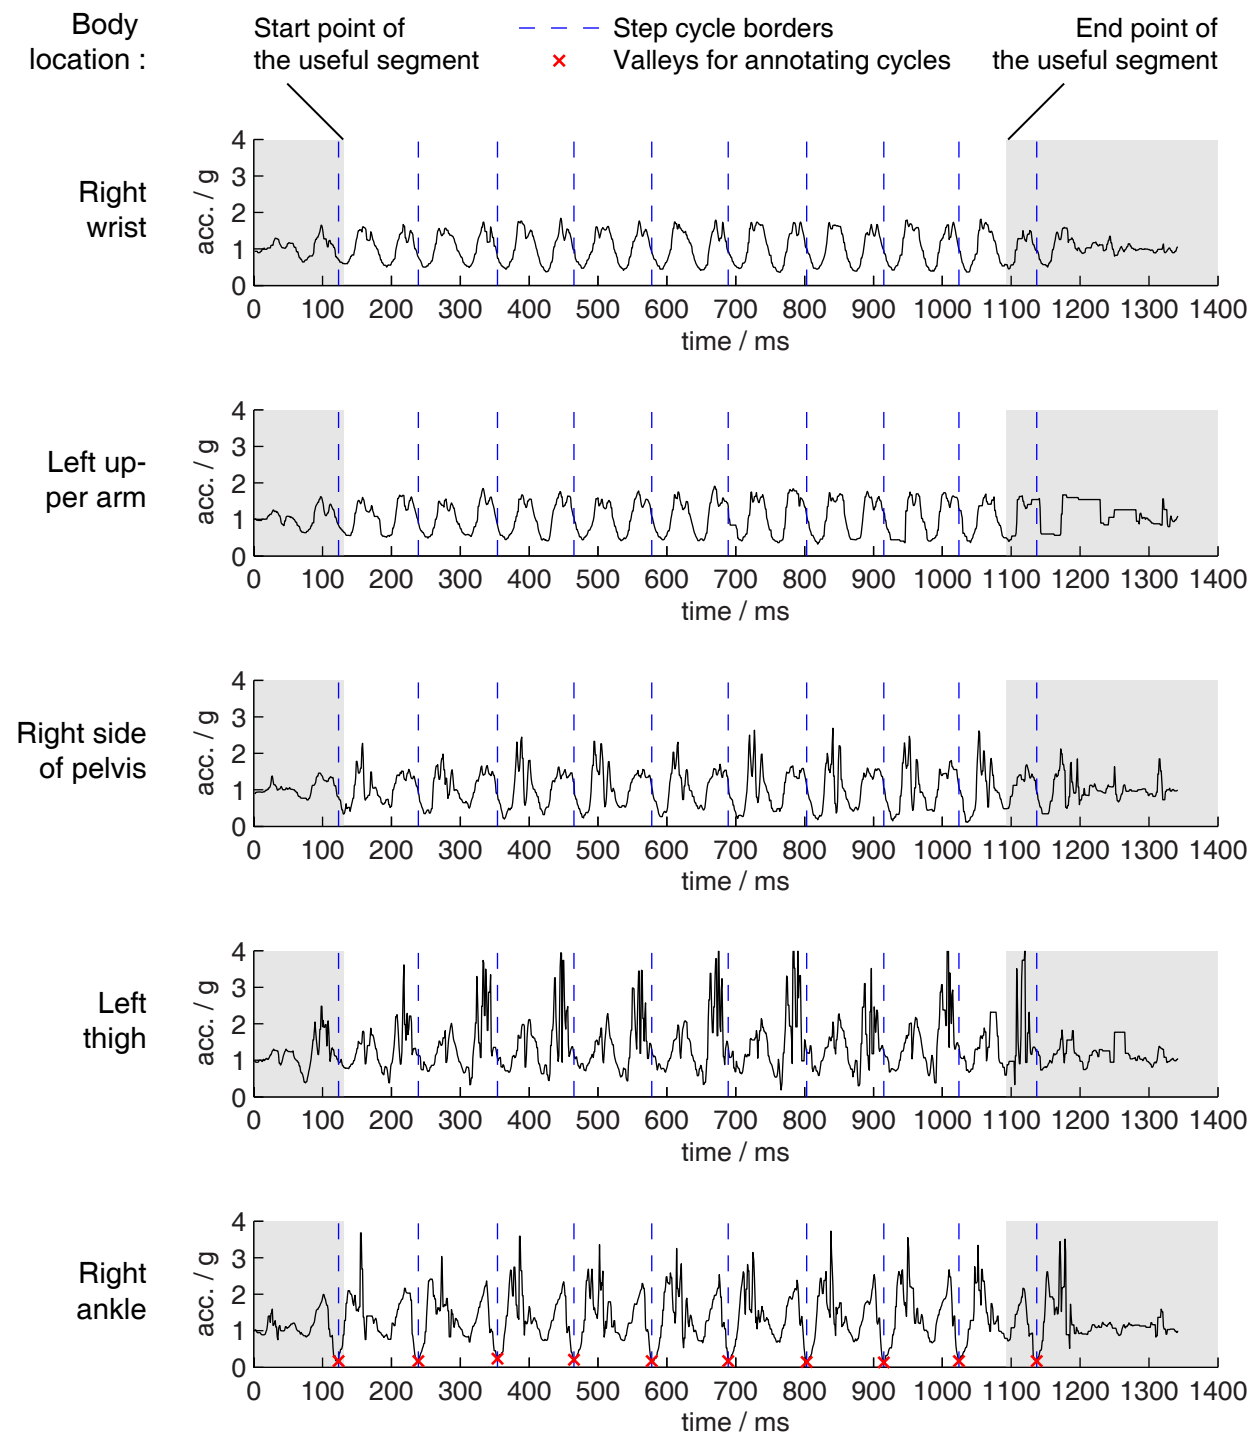 Body
location :
Start point of
the useful segment
Step cycle borders
Valleys for annotating cycles
End point of
the useful segment
Right
wrist
acc. / g
4
3
2
1
0
0 100 200 300 400 500 600 700 800 900 1000 1100 1200 1300 1400
time / ms
Left up-
per arm
acc. / g
4
3
2
1
0
0 100 200 300 400 500 600 700 800 900 1000 1100 1200 1300 1400
time / ms
Right side
of pelvis
acc. / g
4
3
2
1
0
0 100 200 300 400 500 600 700 800 900 1000 1100 1200 1300 1400
time / ms
Left
thigh
acc. / g
4
3
2
1
0
0 100 200 300 400 500 600 700 800 900 1000 1100 1200 1300 1400
time / ms
Right
ankle
acc. / g
4
3
2
1
0
0 100 200 300 400 500 600 700 800 900 1000 1100 1200 1300 1400
time / ms